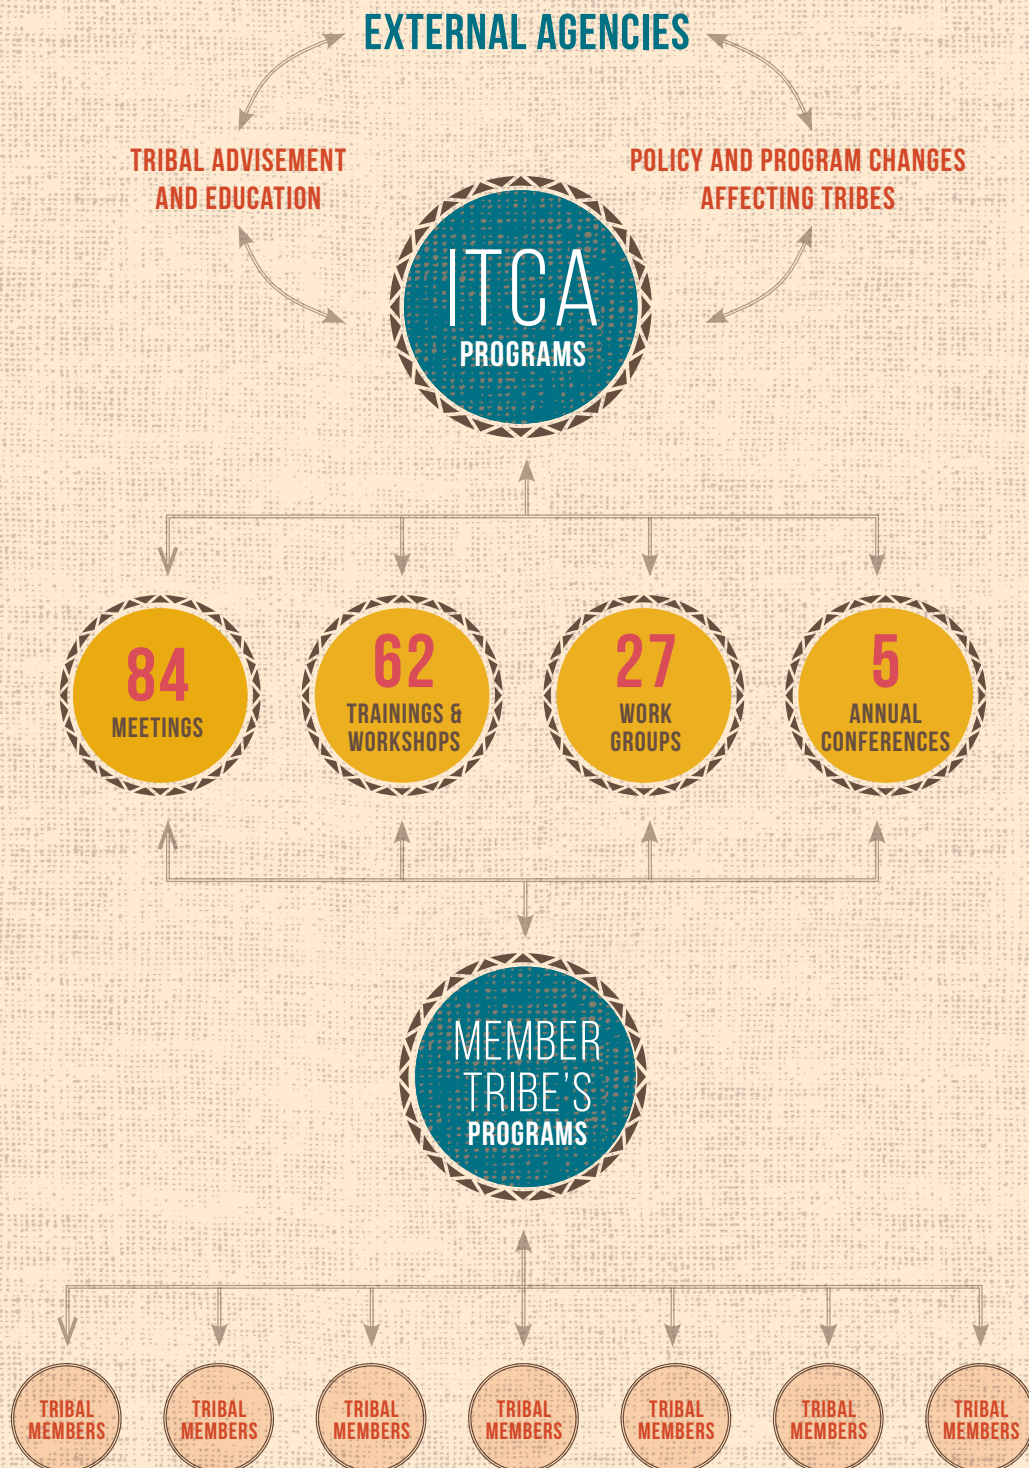 EXTERNAL AGENCIES
TRIBAL ADVISEMENT
AND EDUCATION
POLICY AND PROGRAM CHANGES
AFFECTING TRIBES
ITCA
PROGRAMS
84
MEETINGS
62
TRAININGS &
WORKSHOPS
27
WORK
GROUPS
5
ANNUAL
CONFERENCES
MEMBER
TRIBE'S
PROGRAMS
TRIBAL
MEMBERS
TRIBAL
MEMBERS
TRIBAL
MEMBERS
TRIBAL
MEMBERS
TRIBAL
MEMBERS
TRIBAL
MEMBERS
TRIBAL
MEMBERS